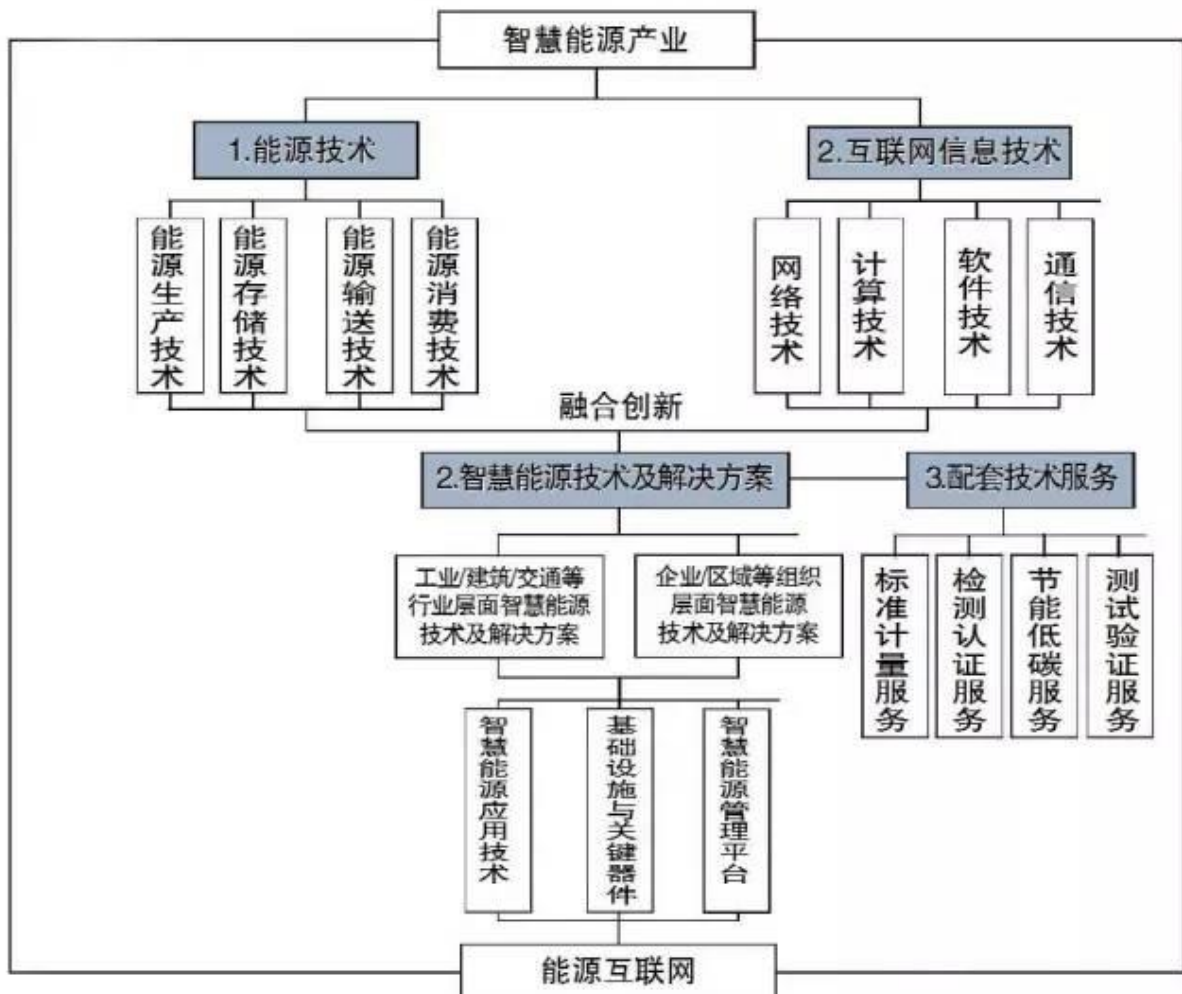 智慧能源产业
1.能源技术
2.互联网信息技术
能源生产技术
能源存储技术
能源输送技术
能源消费技术
网络技术
计算技术
软件技术
通信技术
融合创新
2.智慧能源技术及解决方案
3.配套技术服务
工业/建筑/交通等
行业层面智慧能源
技术及解决方案
企业/区域等组织
层面智慧能源
技术及解决方案
标准计量服务
检测认证服务
节能低碳服务
测试验证服务
智慧能源应用技术
基础设施与关键器件
智慧能源管理平台
能源互联网